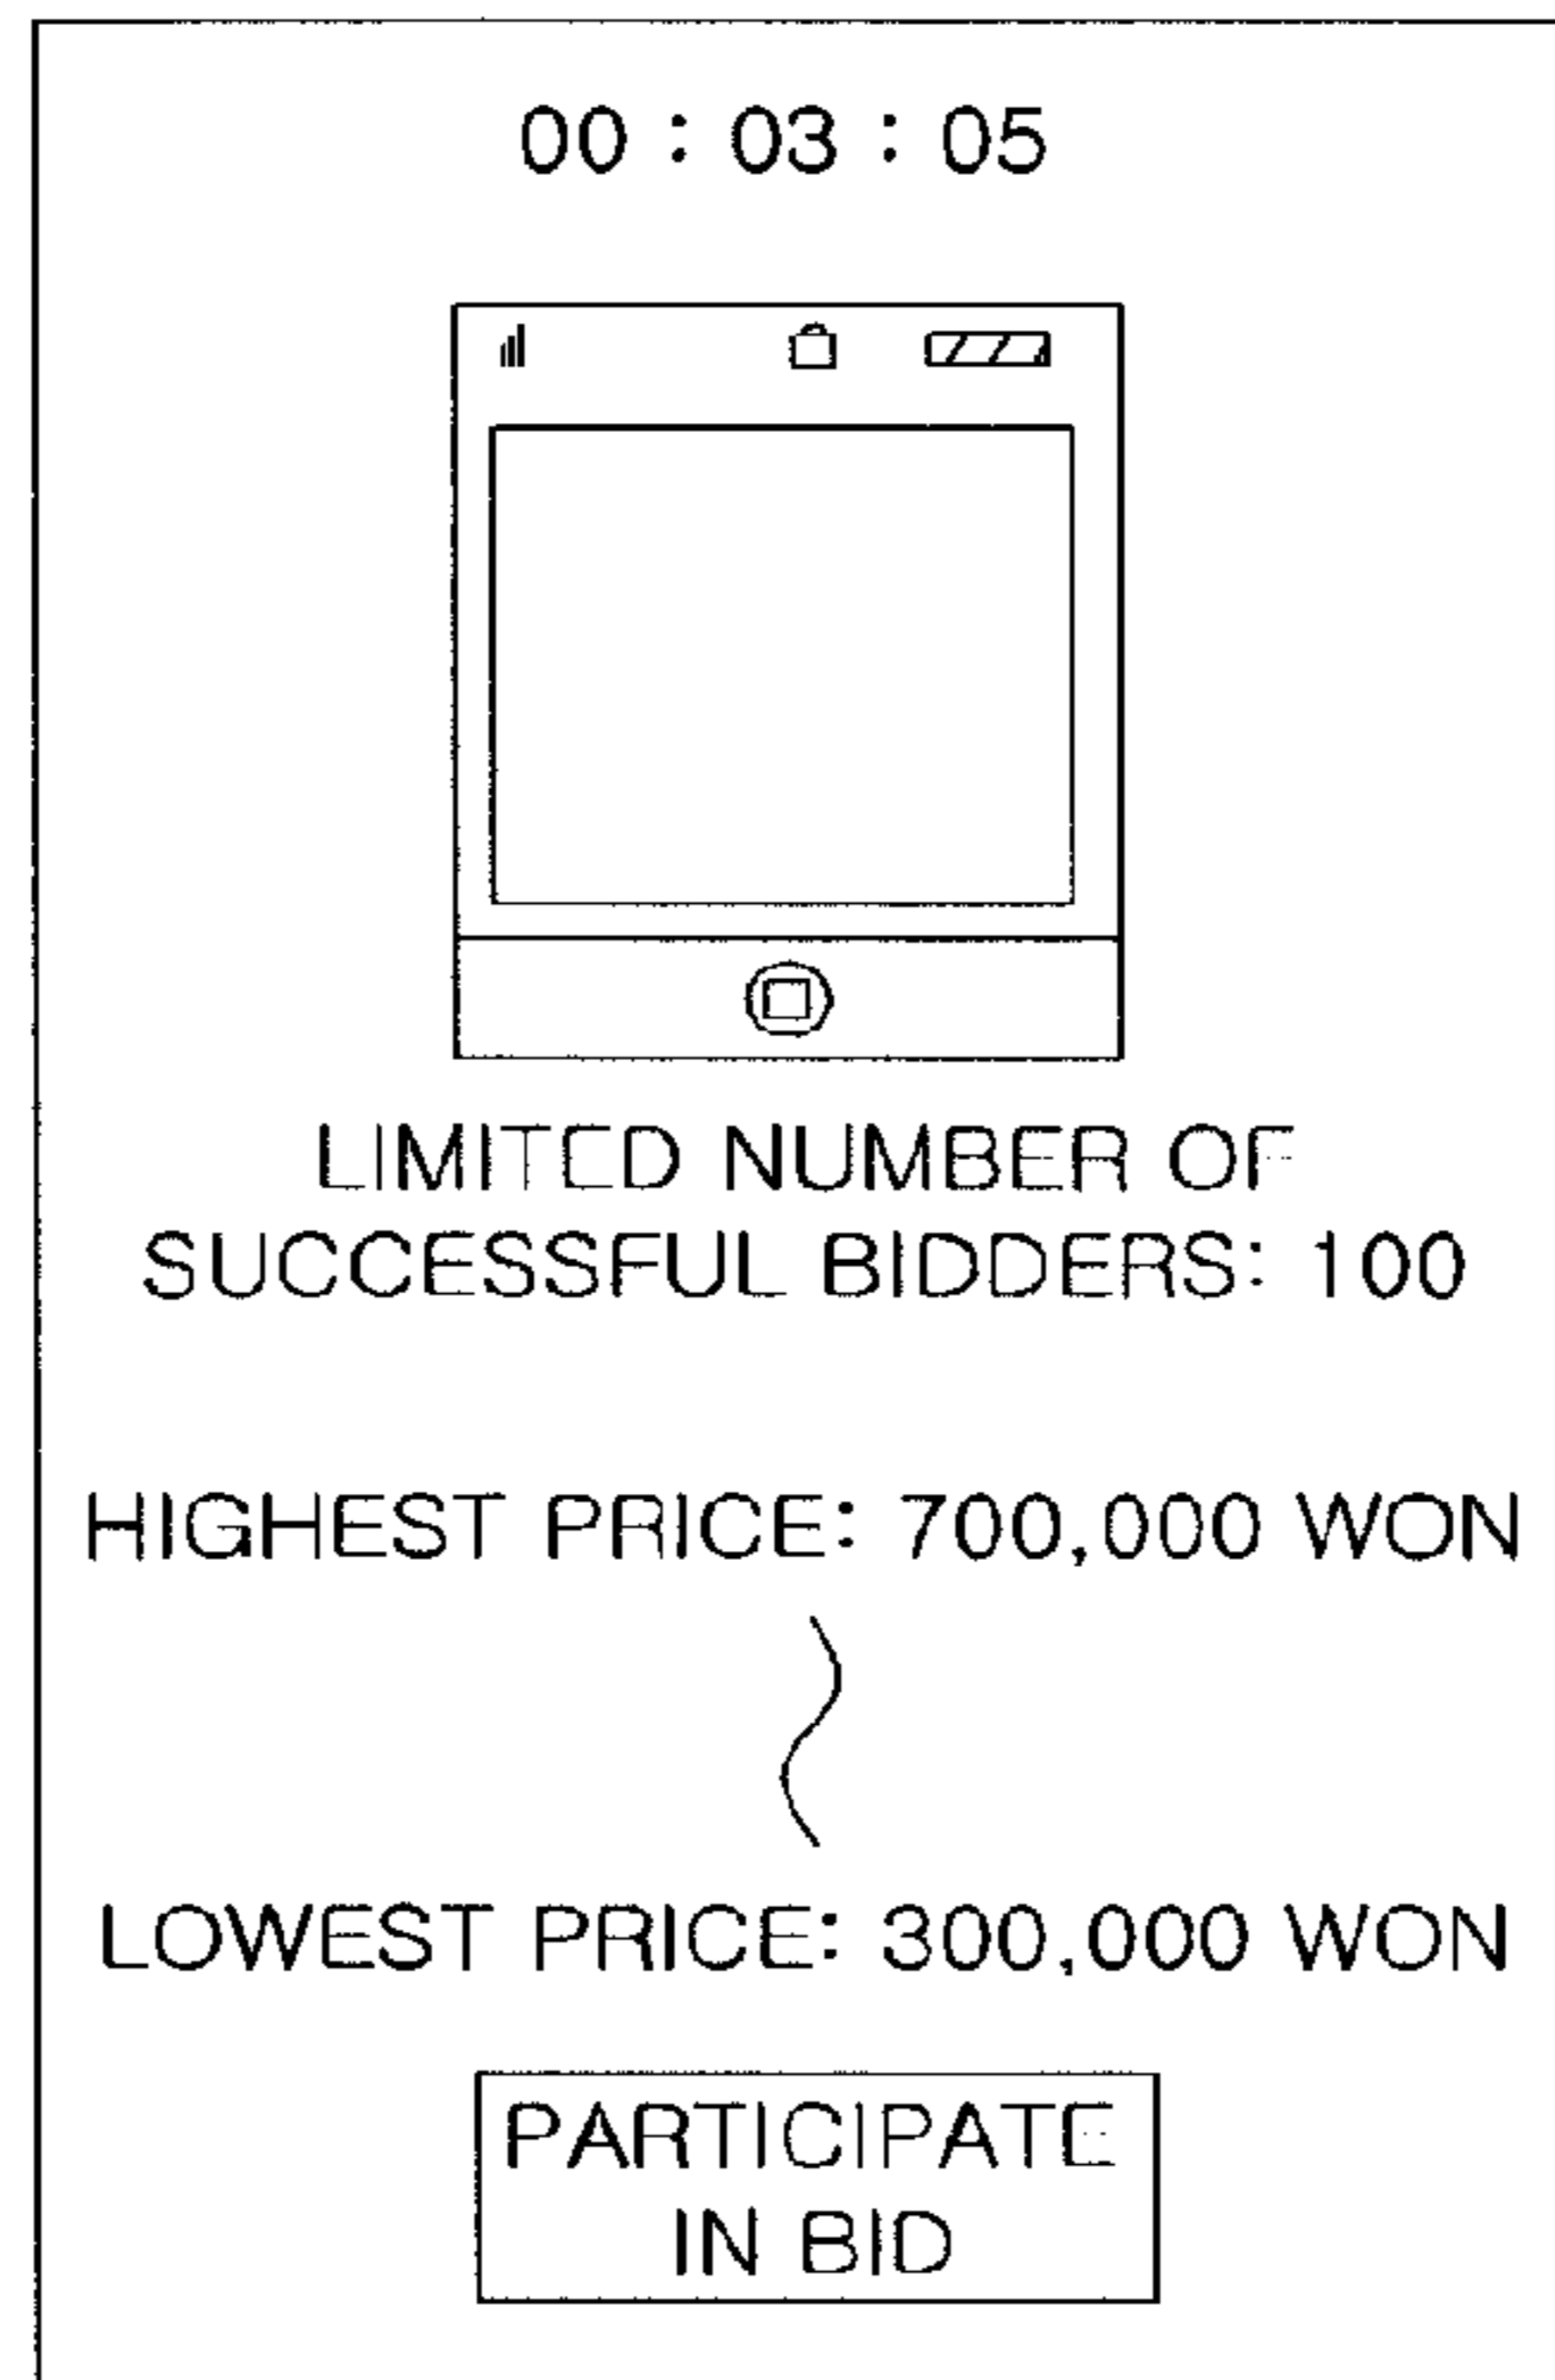 00 : 03 : 05
LIMITED NUMBER OF
SUCCESSFUL BIDDERS: 100
HIGHEST PRICE: 700,000 WON
LOWEST PRICE: 300,000 WON
PARTICIPATE
IN BID